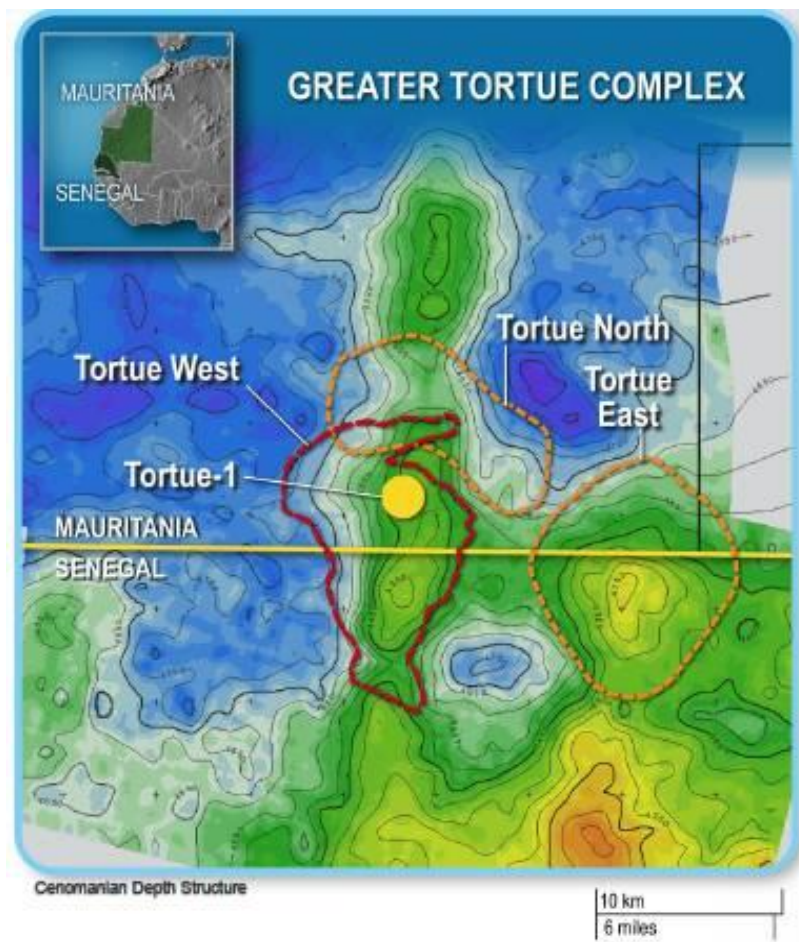 GREATER TORTUE COMPLEX
MAURITANIA
SENEGAL
Tortue North
Tortue West
Tortue
East
Tortue-1
MAURITANIA
SENEGAL
Cenomanian Depth Structure
10 km
6 miles